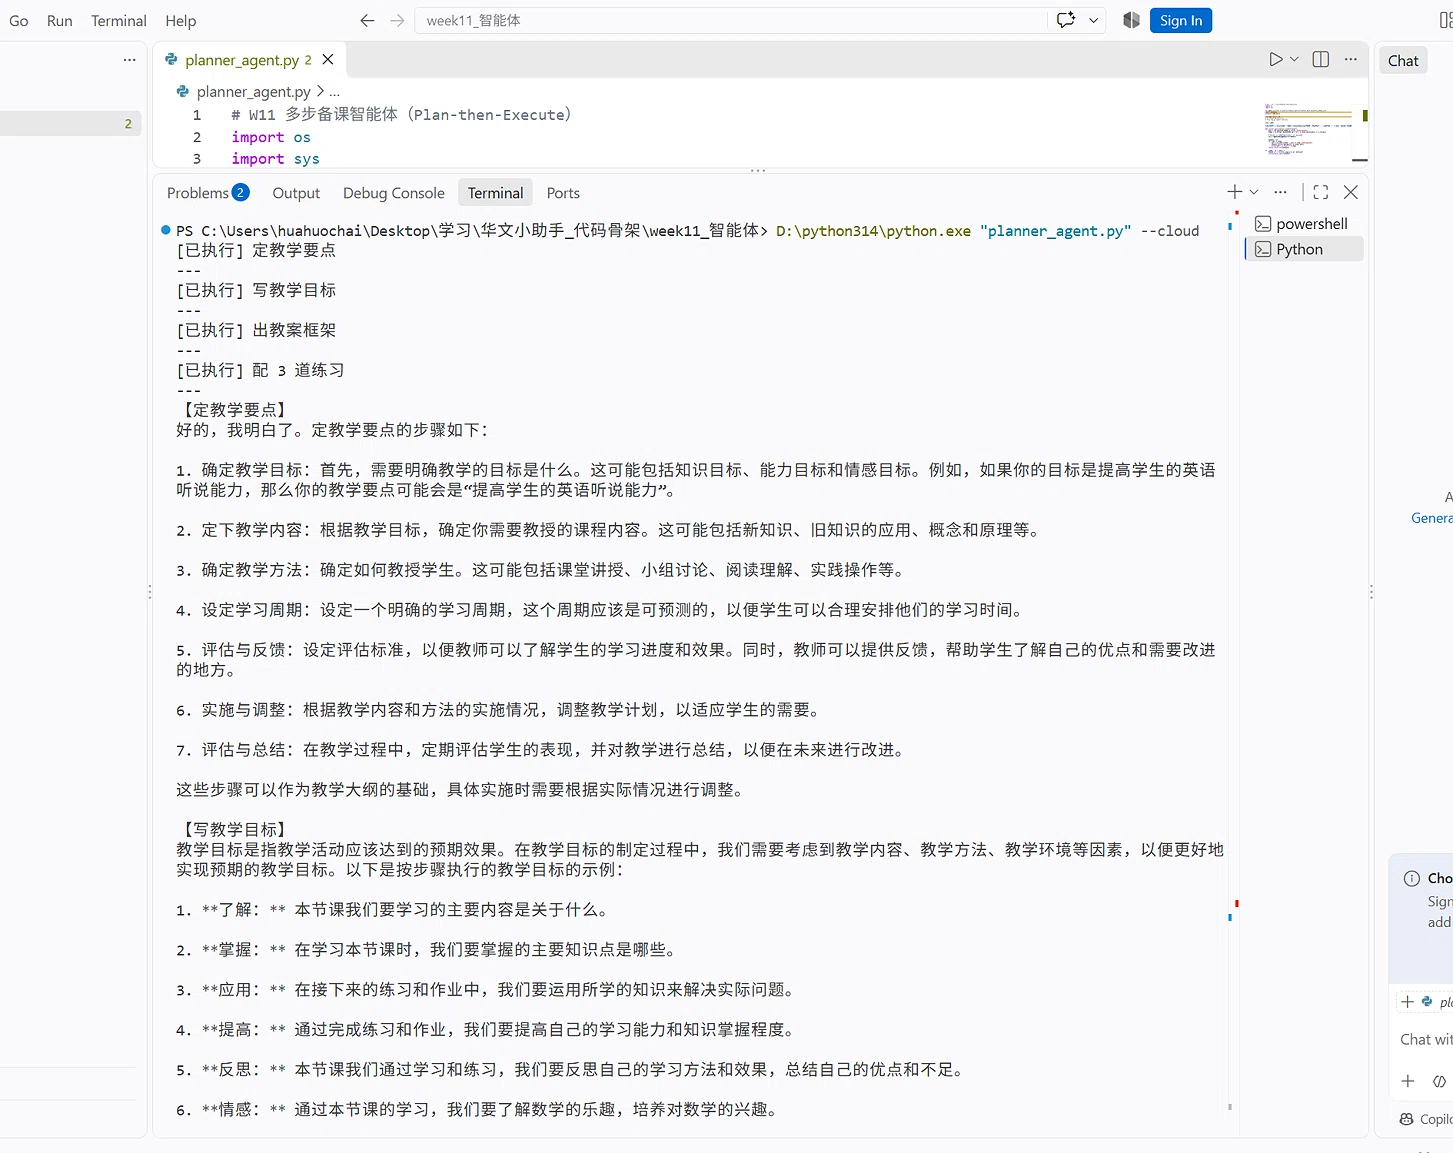 Go Run Terminal Help
week11_智能体
Sign In
planner_agent.py 2
Chat
planner_agent.py > ...
2
1 # W11 多步备课智能体（Plan-then-Execute）
2 import os
3 import sys
Problems 2 Output Debug Console Terminal Ports
powershell
Python
PS C:\Users\huahuochai\Desktop\学习\华文小助手_代码骨架\week11_智能体> D:\python314\python.exe "planner_agent.py" --cloud
[已执行] 定教学要点
---
[已执行] 写教学目标
---
[已执行] 出教案框架
---
[已执行] 配 3 道练习
---
【定教学要点】
好的，我明白了。定教学要点的步骤如下：
1. 确定教学目标：首先，需要明确教学的目标是什么。这可能包括知识目标、能力目标和情感目标。例如，如果你的目标是提高学生的英语
听说能力，那么你的教学要点可能会是“提高学生的英语听说能力”。
2. 定下教学内容：根据教学目标，确定你需要教授的课程内容。这可能包括新知识、旧知识的应用、概念和原理等。
3. 确定教学方法：确定如何教授学生。这可能包括课堂讲授、小组讨论、阅读理解、实践操作等。
4. 设定学习周期：设定一个明确的学习周期，这个周期应该是可预测的，以便学生可以合理安排他们的学习时间。
5. 评估与反馈：设定评估标准，以便教师可以了解学生的学习进度和效果。同时，教师可以提供反馈，帮助学生了解自己的优点和需要改进
的地方。
6. 实施与调整：根据教学内容和方法的实施情况，调整教学计划，以适应学生的需要。
7. 评估与总结：在教学过程中，定期评估学生的表现，并对教学进行总结，以便在未来进行改进。
这些步骤可以作为教学大纲的基础，具体实施时需要根据实际情况进行调整。
【写教学目标】
教学目标是指教学活动应该达到的预期效果。在教学目标的制定过程中，我们需要考虑到教学内容、教学方法、教学环境等因素，以便更好地
实现预期的教学目标。以下是按步骤执行的教学目标的示例：
1. **了解：** 本节课我们要学习的主要内容是关于什么。
2. **掌握：** 在学习本节课时，我们要掌握的主要知识点是哪些。
3. **应用：** 在接下来的练习和作业中，我们要运用所学的知识来解决实际问题。
4. **提高：** 通过完成练习和作业，我们要提高自己的学习能力和知识掌握程度。
5. **反思：** 本节课我们通过学习和练习，我们要反思自己的学习方法和效果，总结自己的优点和不足。
6. **情感：** 通过本节课的学习，我们要了解数学的乐趣，培养对数学的兴趣。
A
Genera
Cho
Sign
add
pl
Chat wit
Copilo